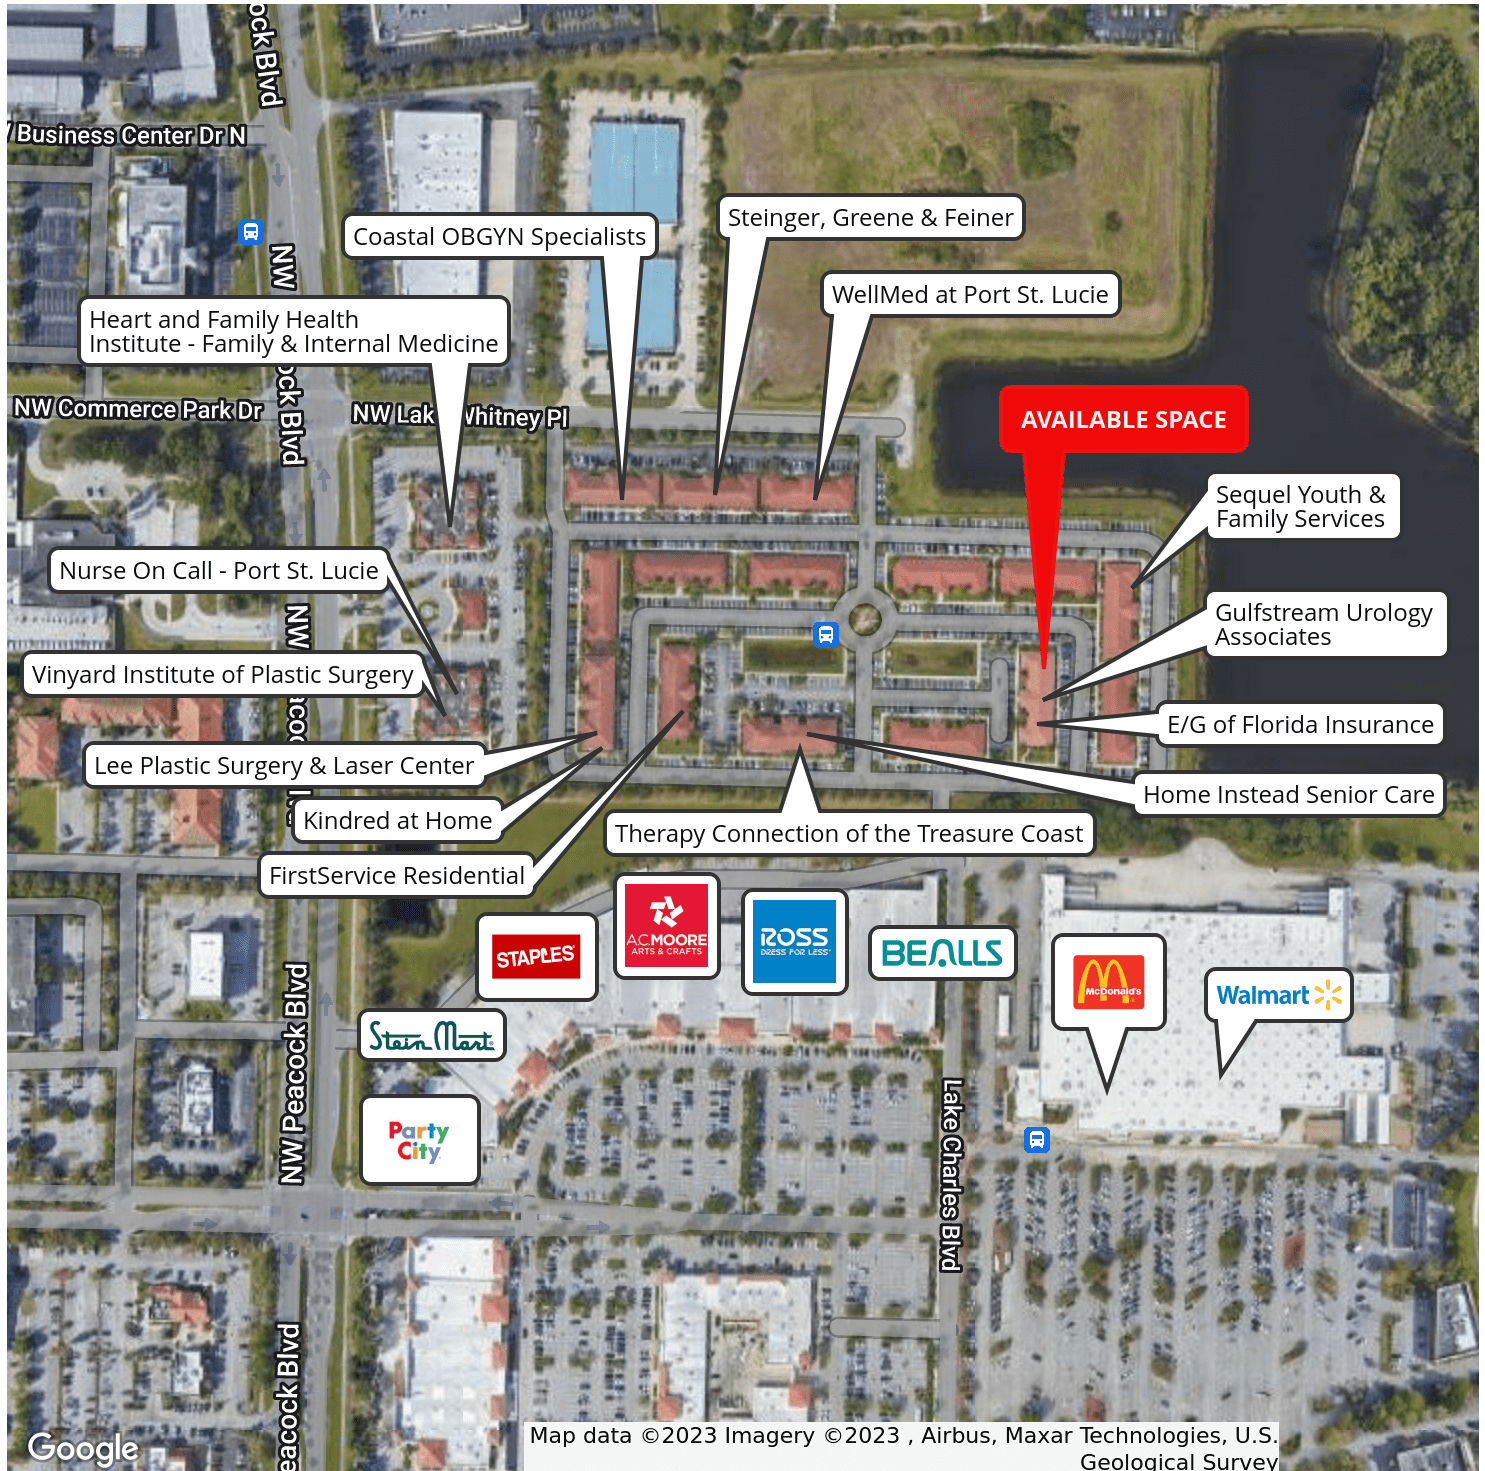 ock Blvd
Business Center Dr N
NW
Steinger, Greene & Feiner
Coastal OBGYN Specialists
WellMed at Port St. Lucie
Heart and Family Health
Institute - Family & Internal Medicine
ock Blvd
NW Commerce Park Dr
NW Lak Whitney Pl
AVAILABLE SPACE
Sequel Youth &
Family Services
Nurse On Call - Port St. Lucie
Gulfstream Urology
Associates
NW
Vinyard Institute of Plastic Surgery
acoc
E/G of Florida Insurance
Lee Plastic Surgery & Laser Center
Home Instead Senior Care
Kindred at Home
Therapy Connection of the Treasure Coast
FirstService Residential
STAPLES
A.C.MOORE
ARTS & CRAFTS
ROSS
DRESS FOR LESS
BEALLS
McDonald's
Walmart
Stein Mart
NW Peacock Blvd
Party
City
Lake Charles Blvd
eacock Blvd
Google
Map data ©2023 Imagery ©2023 , Airbus, Maxar Technologies, U.S.
Geological Survey